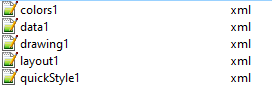 colors1 xml
data1 xml
drawing1 xml
layout1 xml
quickStyle1 xml